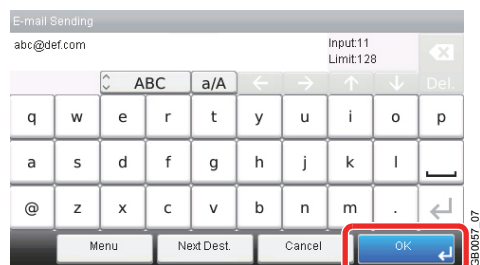 E-mail Sending
abc@def.com
Input:11
Limit:128
ABC a/A Del.
q w e r t y u i o p
a s d f g h j k l
@ z x c v b n m .
Menu Next Dest. Cancel OK
GB0057_07